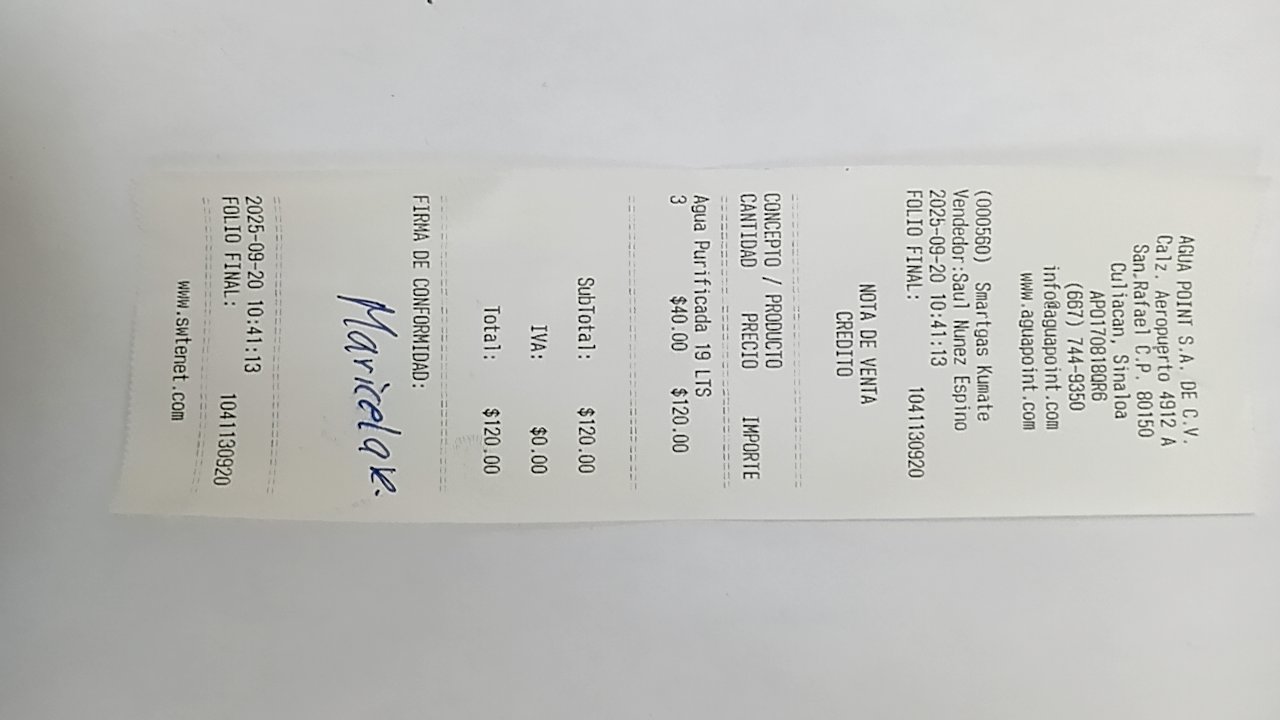 AGUA POINT S.A. DE C.V.
Calz. Aeropuerto 4912 A
San.Rafael C.P. 80150
Culiacan, Sinaloa
APO170818QR6
(667) 744-9350
info@aguapoint.com
www.aguapoint.com
(000560) Smartgas Kumate
Vendedor:Saul Nunez Espino
2025-09-20 10:41:13
FOLIO FINAL: 1041130920
NOTA DE VENTA
CREDITO
CONCEPTO / PRODUCTO
CANTIDAD PRECIO IMPORTE
Agua Purificada 19 LTS
3 $40.00 $120.00
SubTotal: $120.00
IVA: $0.00
Total: $120.00
FIRMA DE CONFORMIDAD:
Maricela K.
2025-09-20 10:41:13
FOLIO FINAL: 1041130920
www.swtenet.com